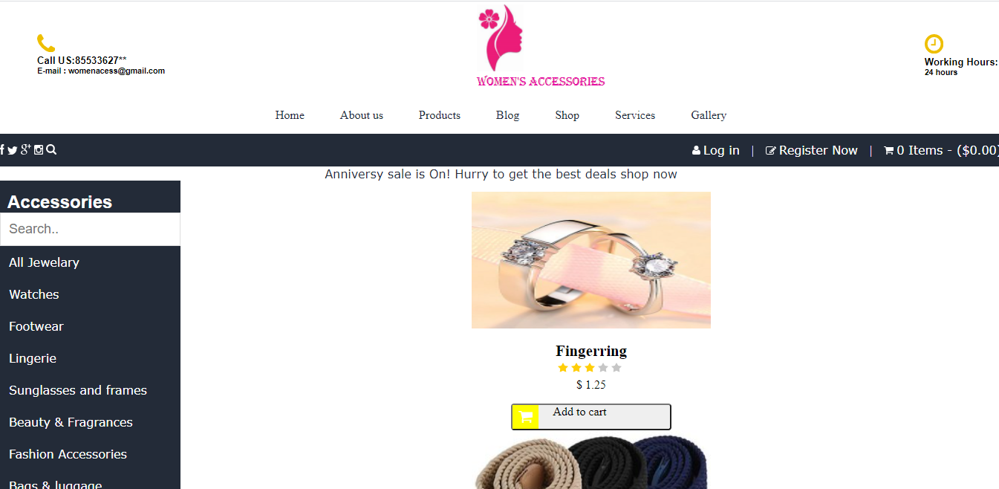 Call US:85533627**
E-mail : womenacess@gmail.com
WOMEN'S ACCESSORIES
Working Hours:
24 hours
Home About us Products Blog Shop Services Gallery
Log in | Register Now | 0 Items - ($0.00)
Anniversy sale is On! Hurry to get the best deals shop now
Accessories
Search..
All Jewelary
Watches
Footwear
Lingerie
Sunglasses and frames
Beauty & Fragrances
Fashion Accessories
Bags & luggage
Fingerring
$ 1.25
Add to cart